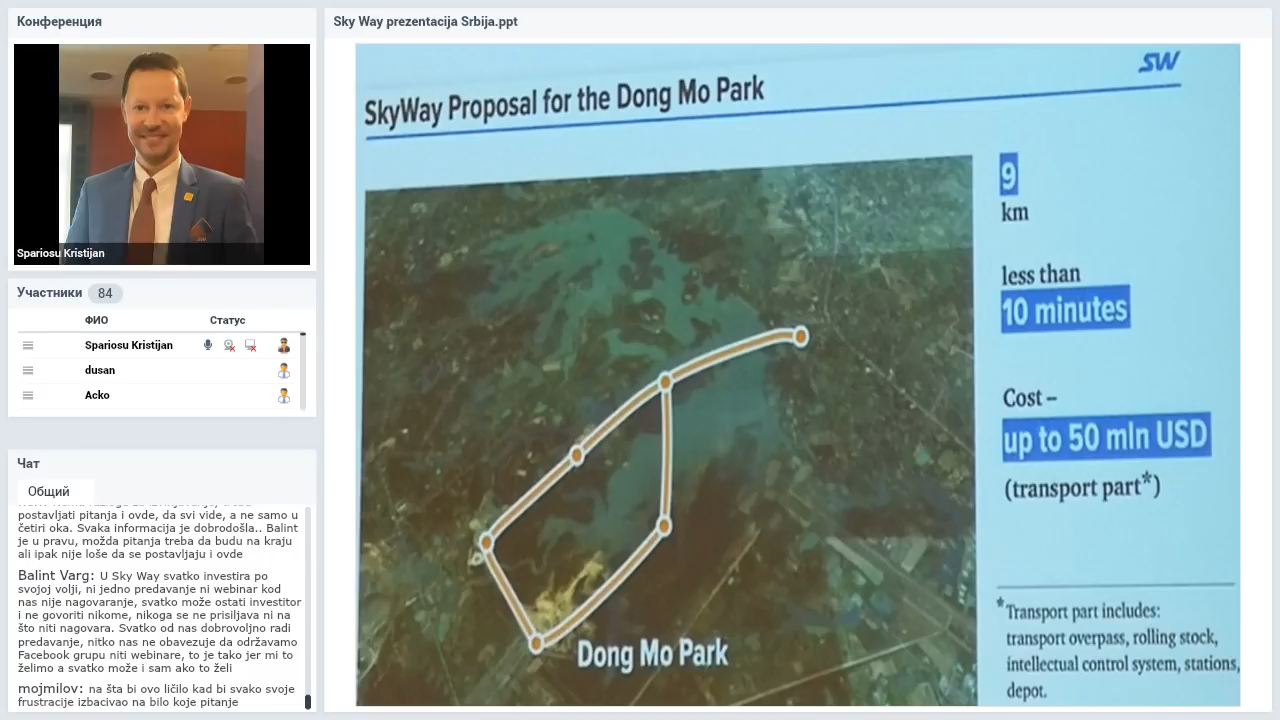 Конференция
Spariosu Kristijan
Участники 84
ФИО Статус
Spariosu Kristijan
dusan
Acko
Чат
Общий
postavljati pitanja i ovde, da svi vide, a ne samo u
četiri oka. Svaka informacija je dobrodošla.. Balint
je u pravu, možda pitanja treba da budu na kraju
ali ipak nije loše da se postavljaju i ovde
Balint Varg: U Sky Way svatko investira po
svojoj volji, ni jedno predavanje ni webinar kod
nas nije nagovaranje, svatko može ostati investitor
i ne govoriti nikome, nikoga se ne prisiljava ni na
što niti nagovara. Svatko od nas dobrovoljno radi
predavanje, nitko nas ne obavezuje da održavamo
Facebook grupu niti webinare, to je tako jer mi to
želimo a svatko može i sam ako to želi
mojmilov: na šta bi ovo ličilo kad bi svako svoje
frustracije izbacivao na bilo koje pitanje
Sky Way prezentacija Srbija.ppt
SW
SkyWay Proposal for the Dong Mo Park
9
km
less than
10 minutes
Cost –
up to 50 mln USD
(transport part*)
Dong Mo Park
*Transport part includes:
transport overpass, rolling stock,
intellectual control system, stations,
depot.